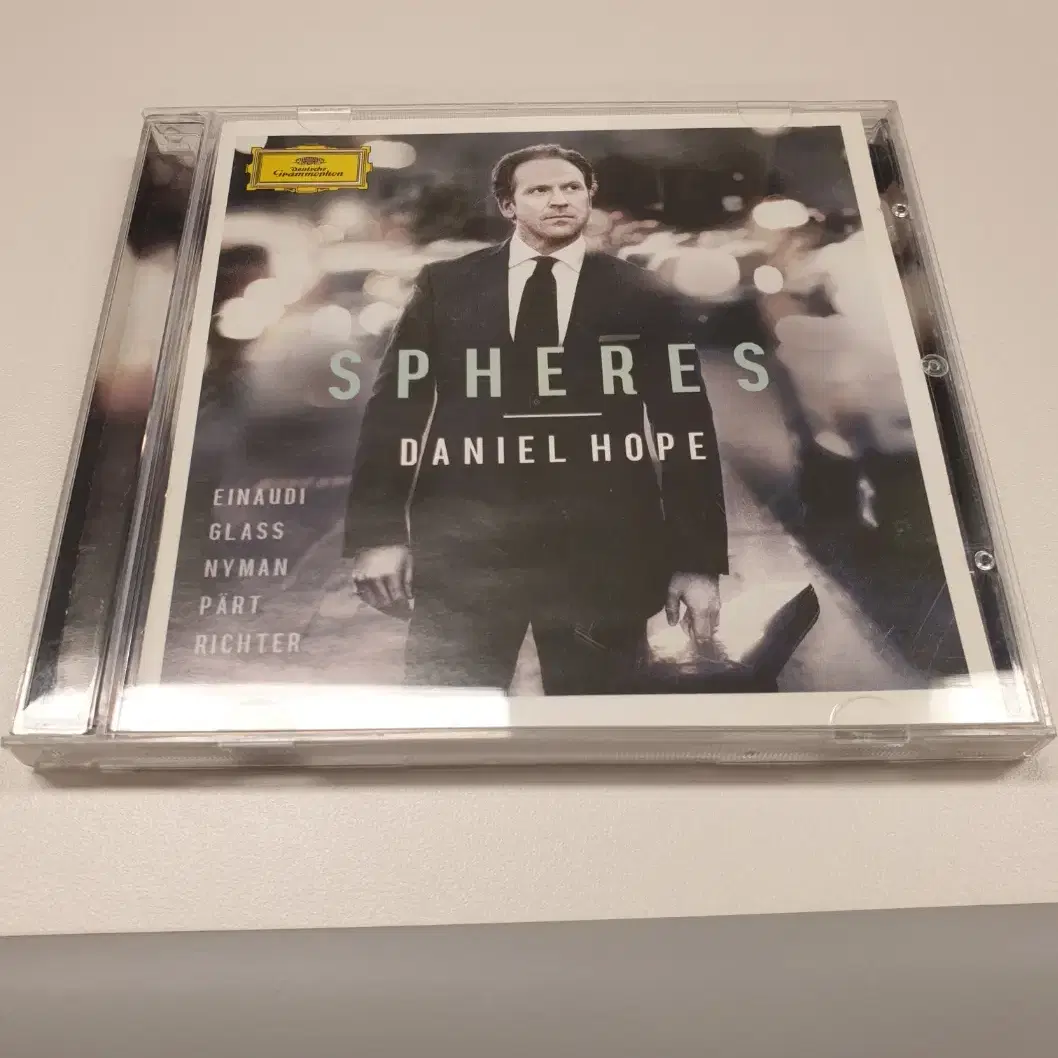 Deutsche
Grammophon
SPHERES
DANIEL HOPE
EINAUDI
GLASS
NYMAN
PÄRT
RICHTER